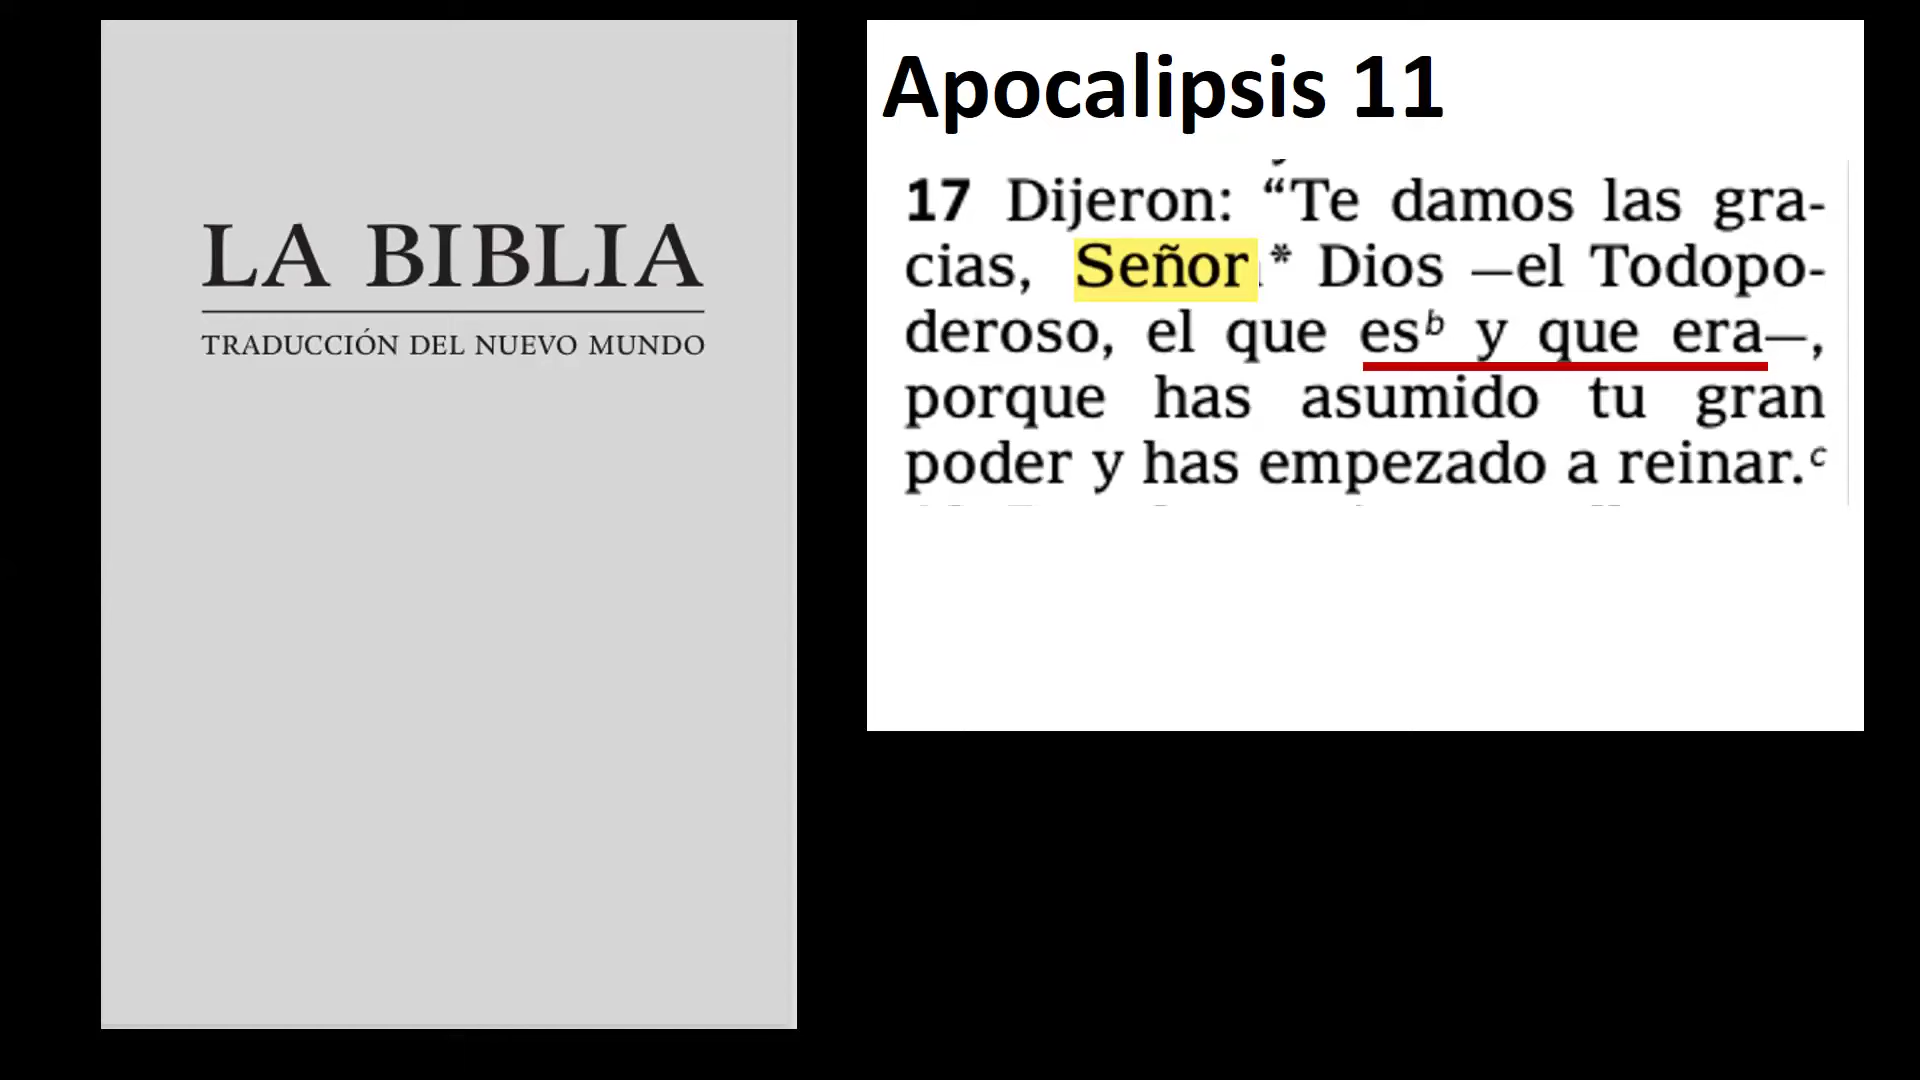 LA BIBLIA
TRADUCCIÓN DEL NUEVO MUNDO
Apocalipsis 11
17 Dijeron: “Te damos las gra-
cias, Señor* Dios —el Todopo-
deroso, el que esᵇ y que era—,
porque has asumido tu gran
poder y has empezado a reinar.ᶜ